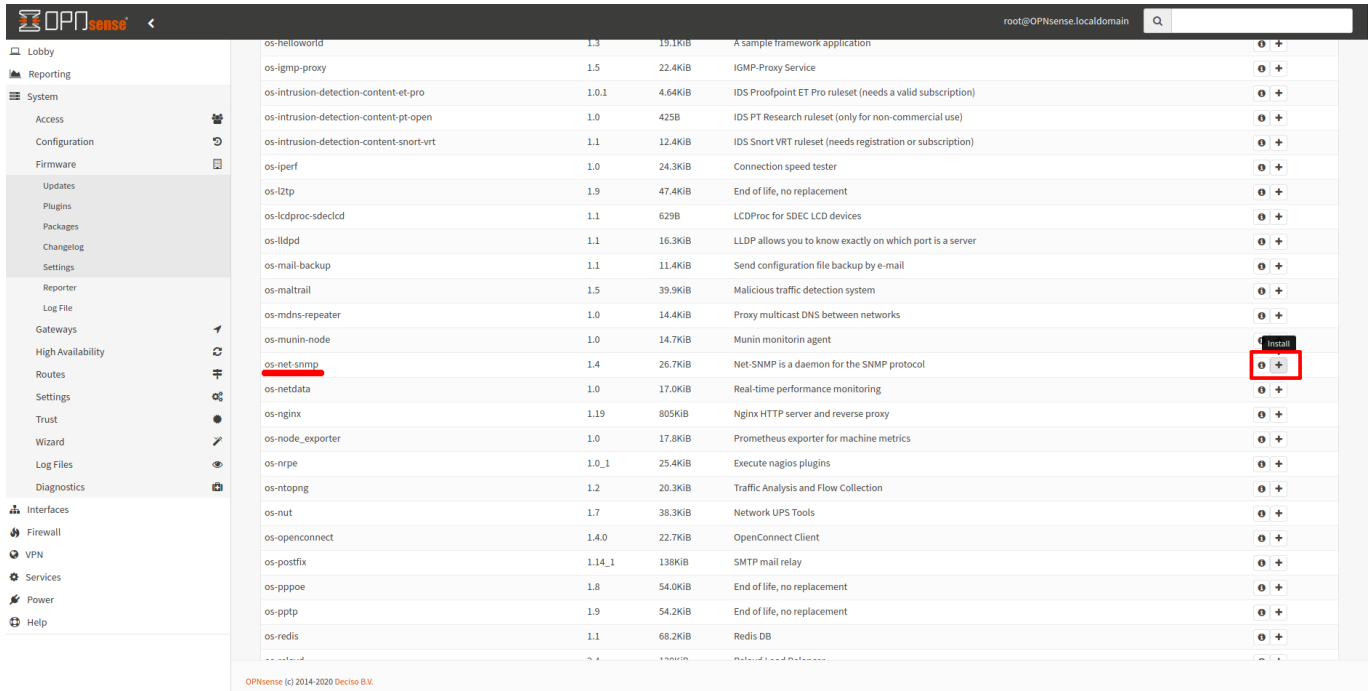 OPNsense
root@OPNsense.localdomain
Lobby
Reporting
System
Access
Configuration
Firmware
Updates
Plugins
Packages
Changelog
Settings
Reporter
Log File
Gateways
High Availability
Routes
Settings
Trust
Wizard
Log Files
Diagnostics
Interfaces
Firewall
VPN
Services
Power
Help
os-helloworld 1.3 19.1KiB A sample framework application
os-igmp-proxy 1.5 22.4KiB IGMP-Proxy Service
os-intrusion-detection-content-et-pro 1.0.1 4.64KiB IDS Proofpoint ET Pro ruleset (needs a valid subscription)
os-intrusion-detection-content-pt-open 1.0 425B IDS PT Research ruleset (only for non-commercial use)
os-intrusion-detection-content-snort-vrt 1.1 12.4KiB IDS Snort VRT ruleset (needs registration or subscription)
os-iperf 1.0 24.3KiB Connection speed tester
os-l2tp 1.9 47.4KiB End of life, no replacement
os-lcdproc-sdeclcd 1.1 629B LCDProc for SDEC LCD devices
os-lldpd 1.1 16.3KiB LLDP allows you to know exactly on which port is a server
os-mail-backup 1.1 11.4KiB Send configuration file backup by e-mail
os-maltrail 1.5 39.9KiB Malicious traffic detection system
os-mdns-repeater 1.0 14.4KiB Proxy multicast DNS between networks
os-munin-node 1.0 14.7KiB Munin monitorin agent
Install
os-net-snmp 1.4 26.7KiB Net-SNMP is a daemon for the SNMP protocol
os-netdata 1.0 17.0KiB Real-time performance monitoring
os-nginx 1.19 805KiB Nginx HTTP server and reverse proxy
os-node_exporter 1.0 17.8KiB Prometheus exporter for machine metrics
os-nrpe 1.0_1 25.4KiB Execute nagios plugins
os-ntopng 1.2 20.3KiB Traffic Analysis and Flow Collection
os-nut 1.7 38.3KiB Network UPS Tools
os-openconnect 1.4.0 22.7KiB OpenConnect Client
os-postfix 1.14_1 138KiB SMTP mail relay
os-pppoe 1.8 54.0KiB End of life, no replacement
os-pptp 1.9 54.2KiB End of life, no replacement
os-redis 1.1 68.2KiB Redis DB
OPNsense (c) 2014-2020 Deciso B.V.